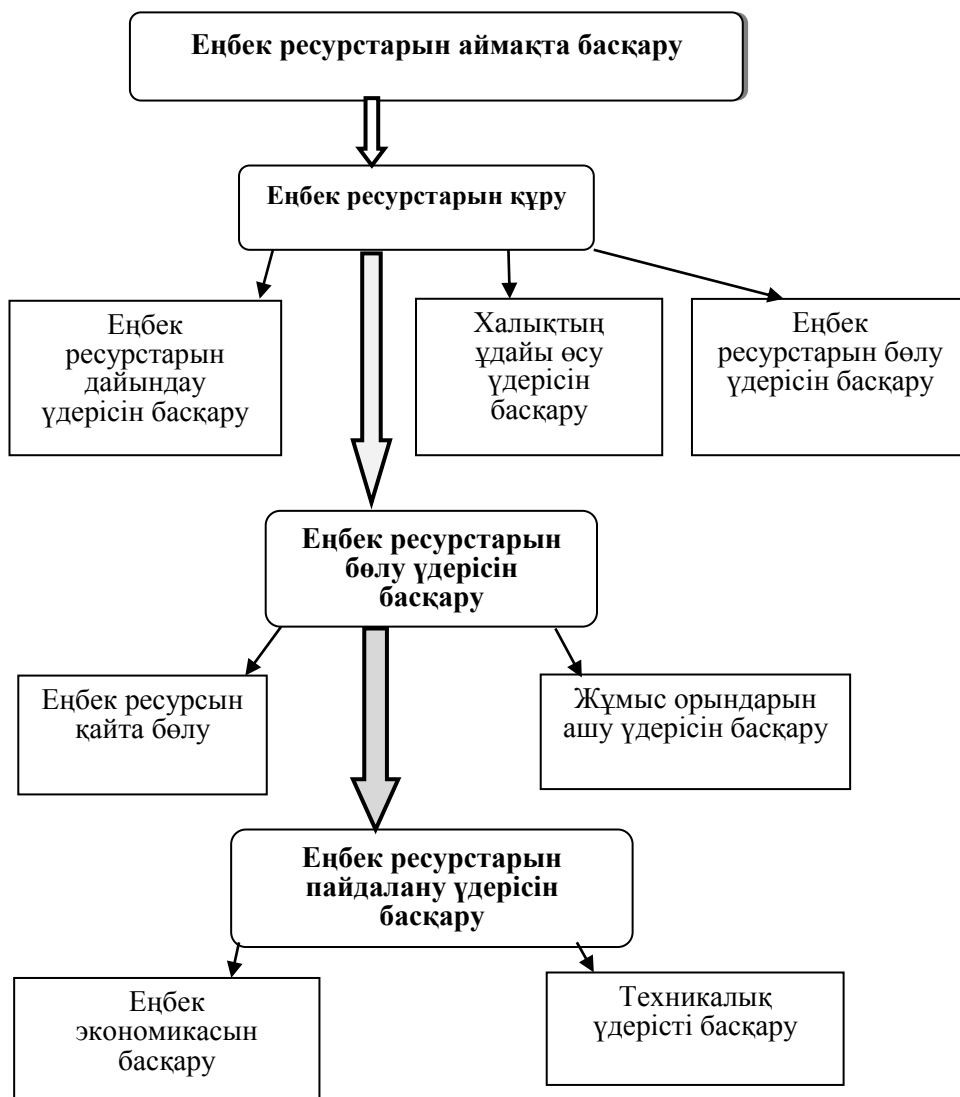 Еңбек ресурстарын аймақта басқару
Еңбек ресурстарын құру
Еңбек
ресурстарын
дайындау
үдерісін басқару
Халықтың
ұдайы өсу
үдерісін
басқару
Еңбек
ресурстарын бөлу
үдерісін басқару
Еңбек ресурстарын
бөлу үдерісін
басқару
Еңбек ресурсын
қайта бөлу
Жұмыс орындарын
ашу үдерісін басқару
Еңбек ресурстарын
пайдалану үдерісін
басқару
Еңбек
экономикасын
басқару
Техникалық
үдерісті басқару